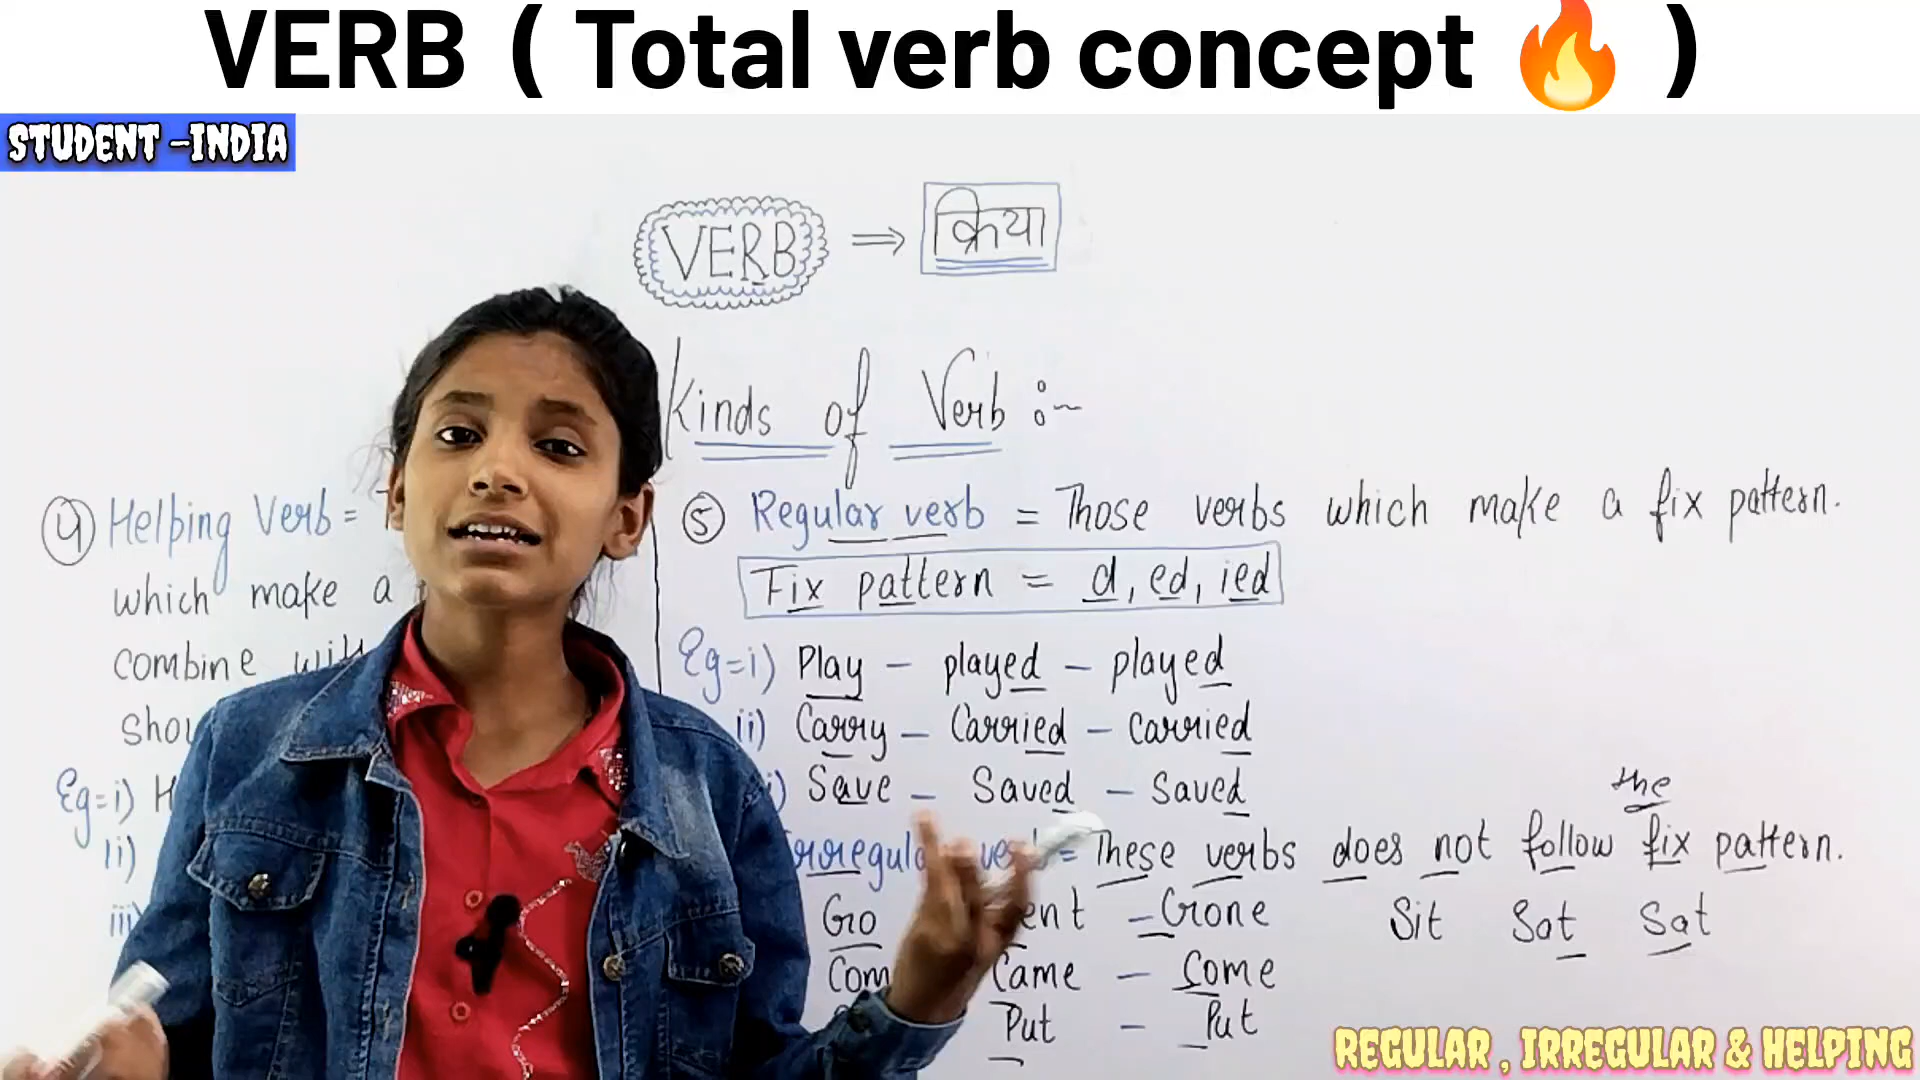 VERB ( Total verb concept 🔥 )
STUDENT -INDIA
VERB ⇒ क्रिया
Kinds of Verb :-
④ Helping Verb =
which make a
combine with
Eg=i) H
ii)
iii)
⑤ Regular verb = Those verbs which make a fix pattern.
Fix pattern = d, ed, ied
Eg=i) Play – played – played
ii) Carry – Carried – carried
Save – Saved – Saved
the
= These verbs does not follow fix pattern.
Go – Gone
Came – Come
Put – Put
Sit Sat Sat
REGULAR , IRREGULAR & HELPING